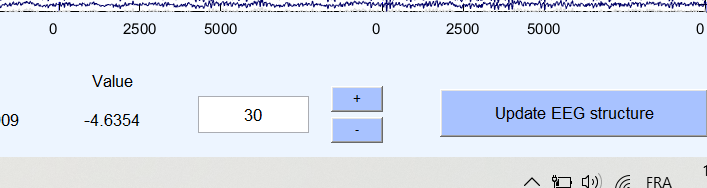 0 2500 5000 0 2500 5000 0
Value
09 -4.6354 30 +
-
Update EEG structure
FRA